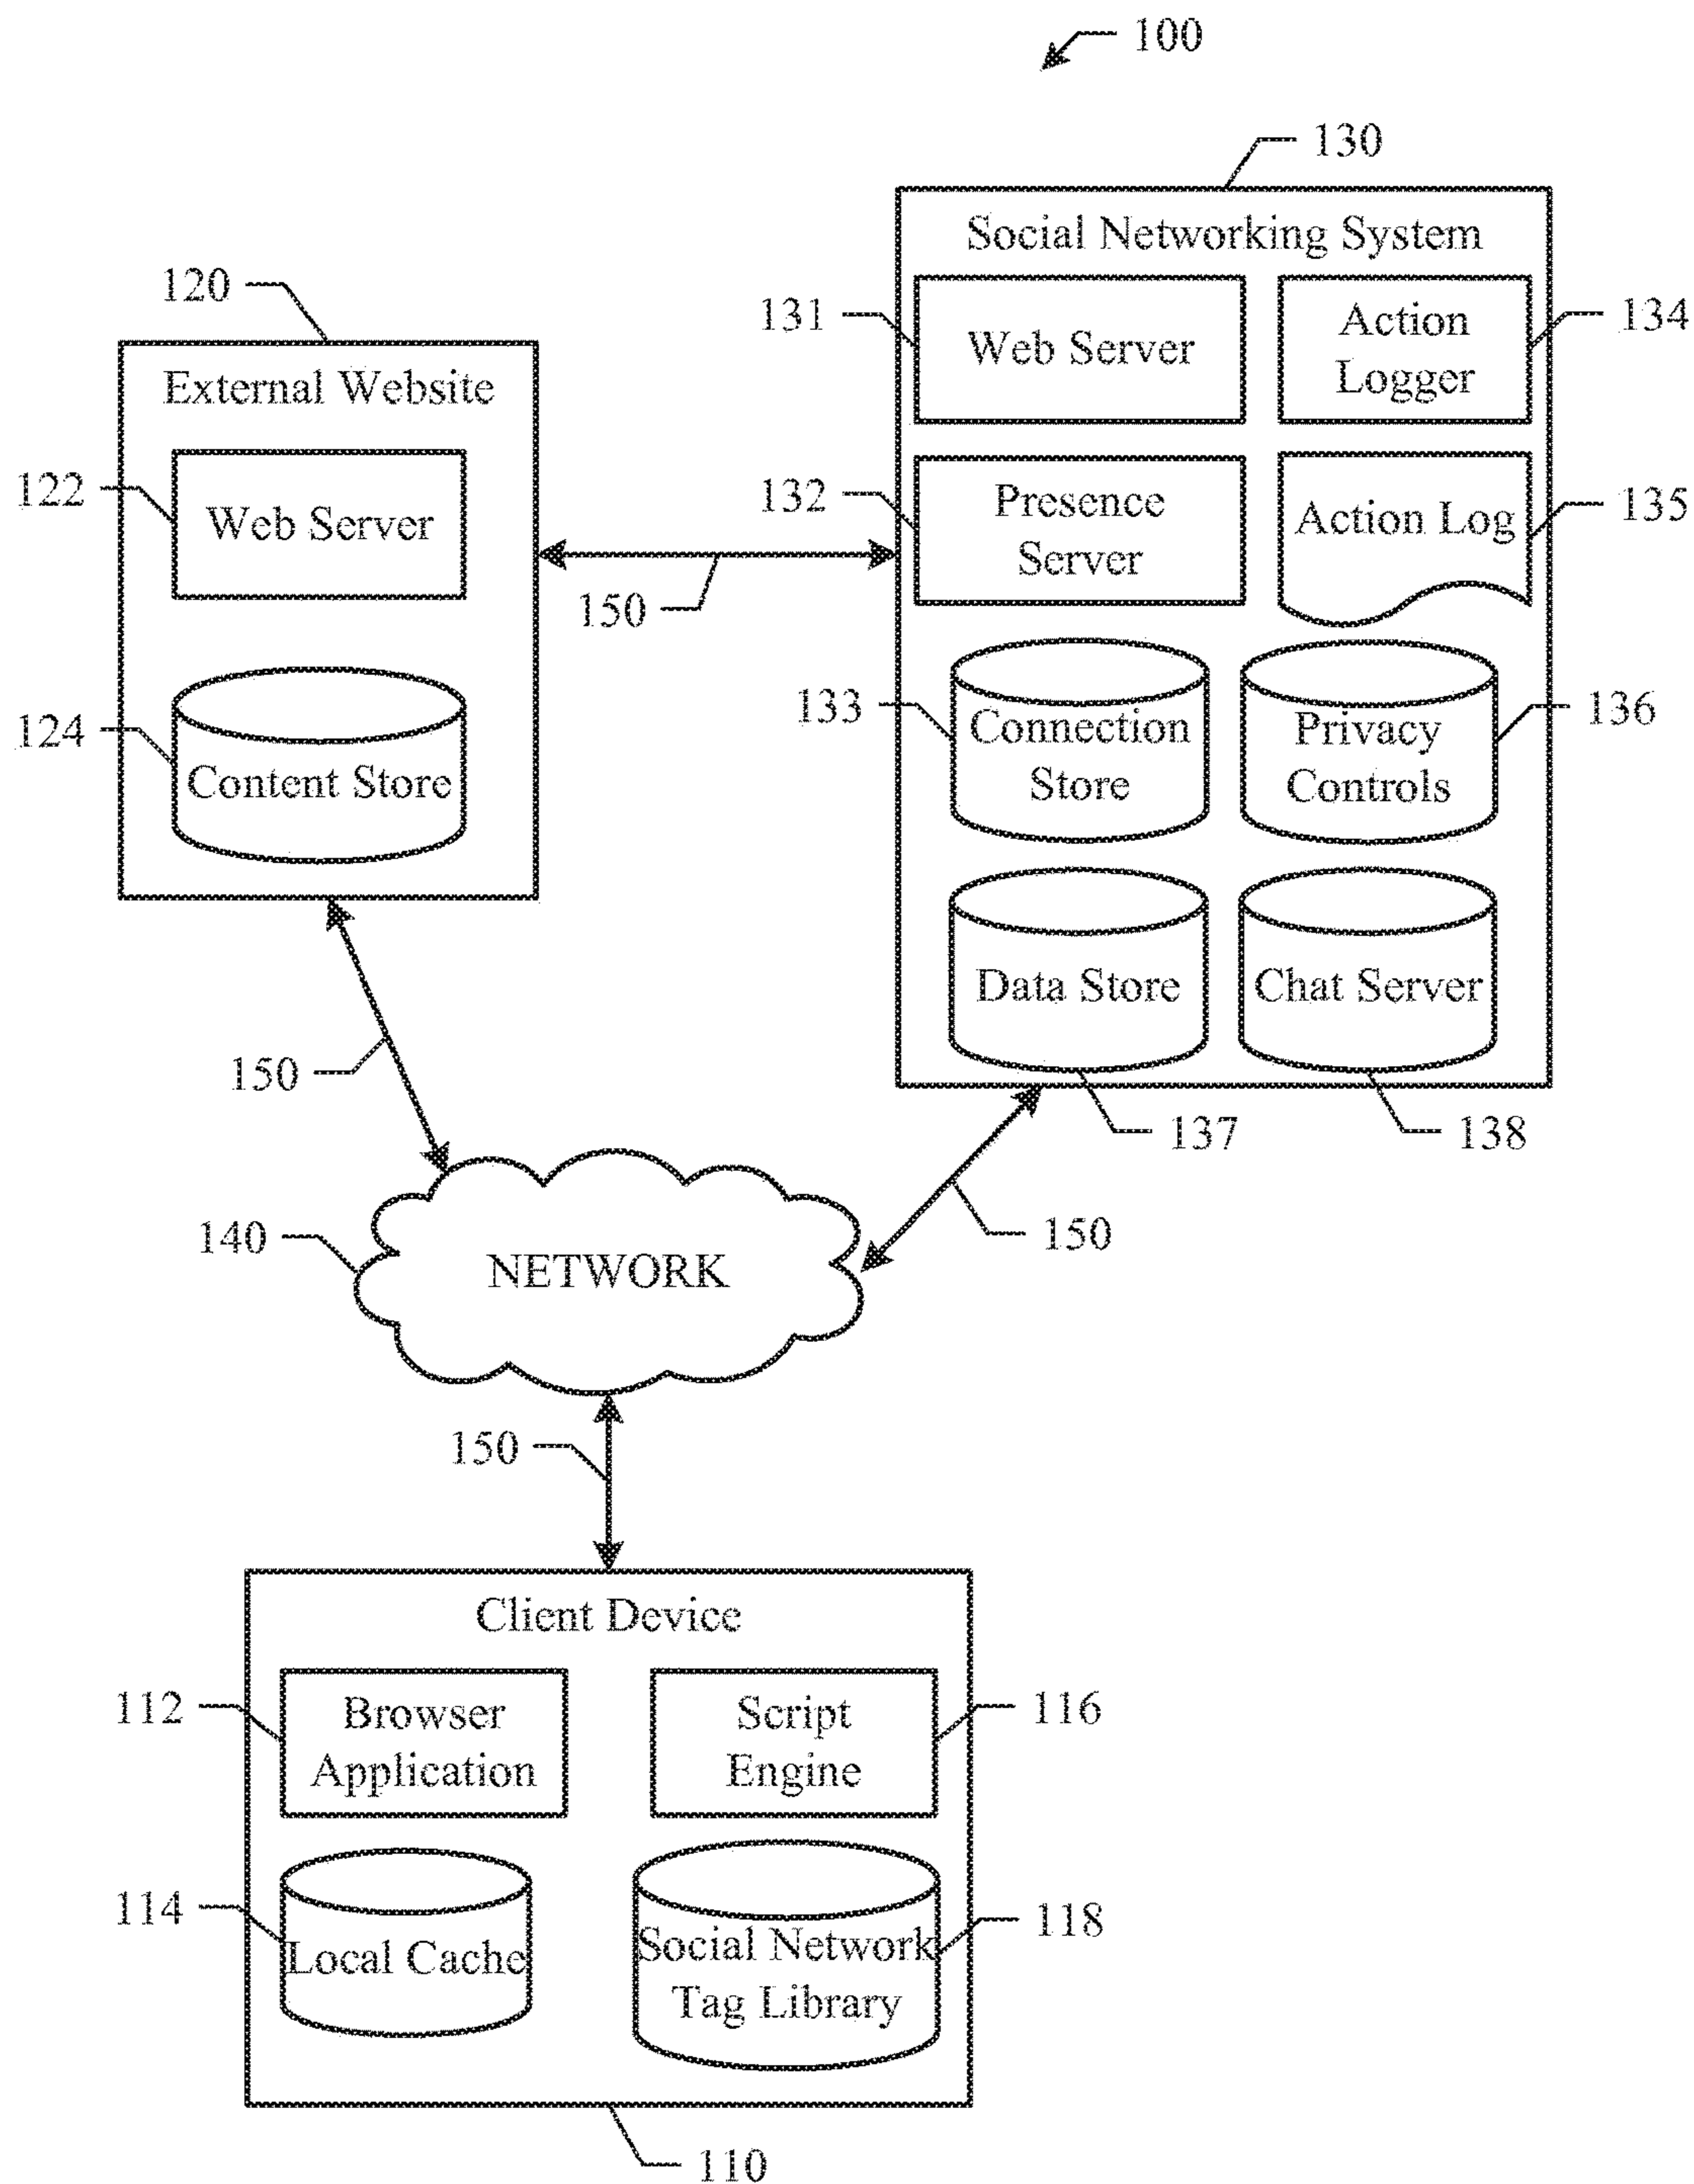 100
130
Social Networking System
131
Web Server
Action
Logger
134
120
External Website
122
Web Server
132
Presence
Server
Action Log
135
150
124
Content Store
133
Connection
Store
Privacy
Controls
136
Data Store
Chat Server
137
138
150
150
140
NETWORK
150
Client Device
112
Browser
Application
Script
Engine
116
114
Local Cache
Social Network
Tag Library
118
110